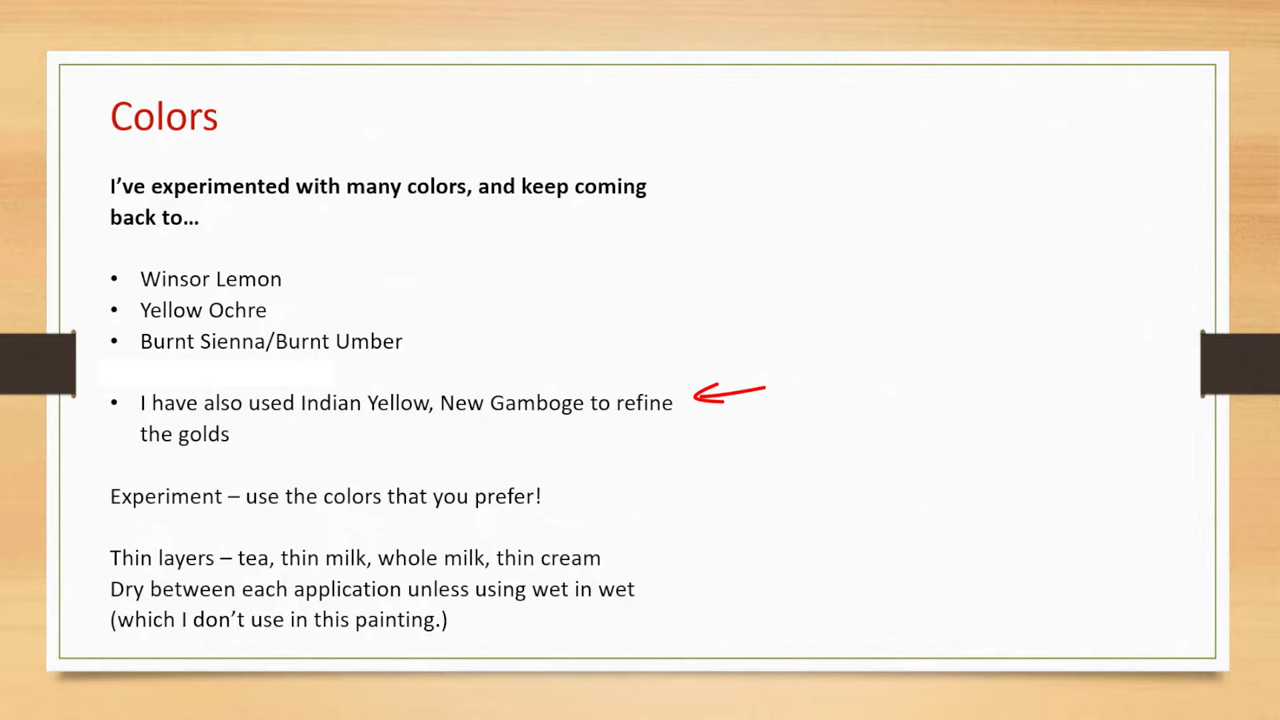 Colors
I’ve experimented with many colors, and keep coming
back to…
• Winsor Lemon
• Yellow Ochre
• Burnt Sienna/Burnt Umber
• I have also used Indian Yellow, New Gamboge to refine
the golds
Experiment – use the colors that you prefer!
Thin layers – tea, thin milk, whole milk, thin cream
Dry between each application unless using wet in wet
(which I don’t use in this painting.)